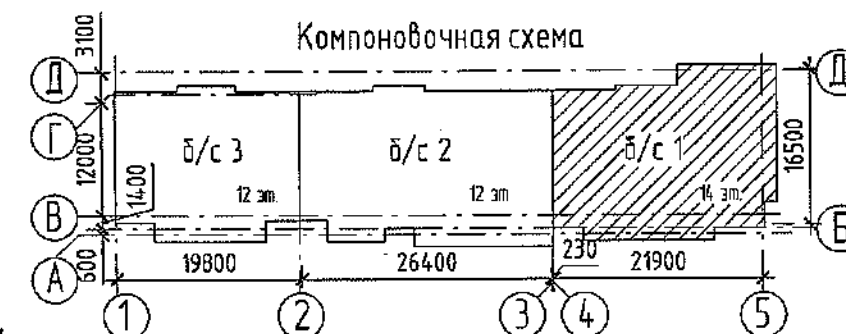 Компоновочная схема
3100
Д
Д
Г
12000
б/с 3
б/с 2
б/с 1
16500
1400
12 эт.
12 эт.
14 эт.
В
Б
А
600
19800
26400
230
21900
1
2
3
4
5